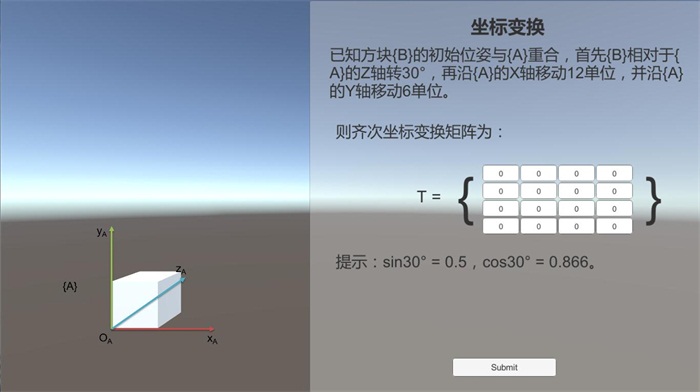 坐标变换
已知方块{B}的初始位姿与{A}重合，首先{B}相对于{
A}的Z轴转30°，再沿{A}的X轴移动12单位，并沿{A}
的Y轴移动6单位。
则齐次坐标变换矩阵为：
T = {
0 0 0 0
0 0 0 0
0 0 0 0
0 0 0 0
}
提示：sin30° = 0.5，cos30° = 0.866。
Submit
yA
zA
{A}
OA
xA